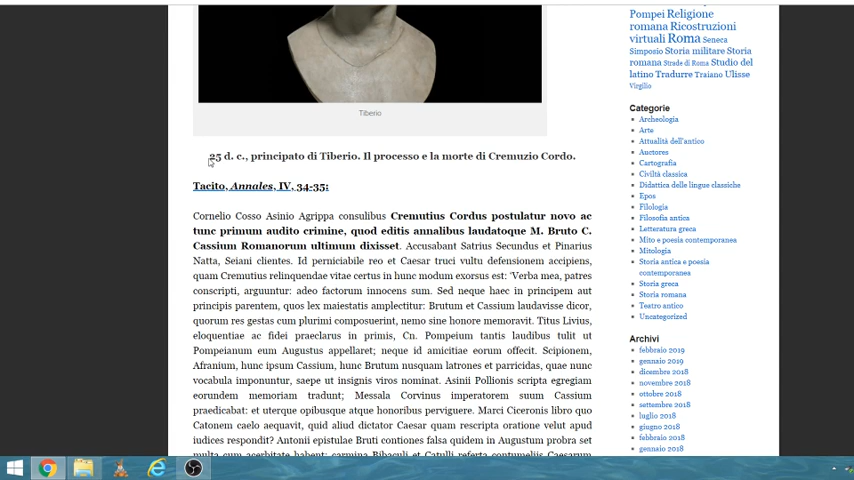 Tiberio
25 d. c., principato di Tiberio. Il processo e la morte di Cremuzio Cordo.
Tacito, Annales, IV, 34-35:
Cornelio Cosso Asinio Agrippa consulibus Cremutius Cordus postulatur novo ac
tunc primum audito crimine, quod editis annalibus laudatoque M. Bruto C.
Cassium Romanorum ultimum dixisset. Accusabant Satrius Secundus et Pinarius
Natta, Seiani clientes. Id perniciabile reo et Caesar truci vultu defensionem accipiens,
quam Cremutius relinquendae vitae certus in hunc modum exorsus est: 'Verba mea, patres
conscripti, arguuntur: adeo factorum innocens sum. Sed neque haec in principem aut
principis parentem, quos lex maiestatis amplectitur: Brutum et Cassium laudavisse dicor,
quorum res gestas cum plurimi composuerint, nemo sine honore memoravit. Titus Livius,
eloquentiae ac fidei praeclarus in primis, Cn. Pompeium tantis laudibus tulit ut
Pompeianum eum Augustus appellaret; neque id amicitiae eorum offecit. Scipionem,
Afranium, hunc ipsum Cassium, hunc Brutum nusquam latrones et parricidas, quae nunc
vocabula imponuntur, saepe ut insignis viros nominat. Asinii Pollionis scripta egregiam
eorundem memoriam tradunt; Messala Corvinus imperatorem suum Cassium
praedicabat: et uterque opibusque atque honoribus perviguere. Marci Ciceronis libro quo
Catonem caelo aequavit, quid aliud dictator Caesar quam rescripta oratione velut apud
iudices respondit? Antonii epistulae Bruti contiones falsa quidem in Augustum probra set
multa cum acerbitate habent; carmina Bibaculi et Catulli referta contumeliis Caesarum
Pompei Religione
romana Ricostruzioni
virtuali Roma Seneca
Simposio Storia militare Storia
romana Strade di Roma Studio del
latino Tradurre Traiano Ulisse
Virgilio
Categorie
Archeologia
Arte
Attualità dell'antico
Auctores
Cartografia
Civiltà classica
Didattica delle lingue classiche
Epos
Filologia
Filosofia antica
Letteratura greca
Mito e poesia contemporanea
Mitologia
Storia antica e poesia
contemporanea
Storia greca
Storia romana
Teatro antico
Uncategorized
Archivi
febbraio 2019
gennaio 2019
dicembre 2018
novembre 2018
ottobre 2018
settembre 2018
luglio 2018
giugno 2018
febbraio 2018
gennaio 2018